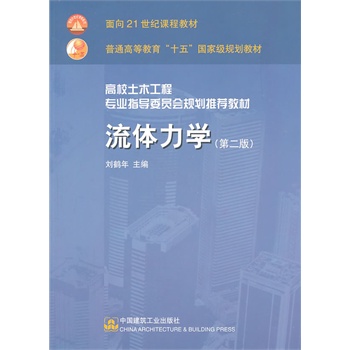 面向21世纪课程教材
普通高等教育“十五”国家级规划教材
高校土木工程
专业指导委员会规划推荐教材
流体力学(第二版)
刘鹤年 主编
中国建筑工业出版社
CHINA ARCHITECTURE & BUILDING PRESS